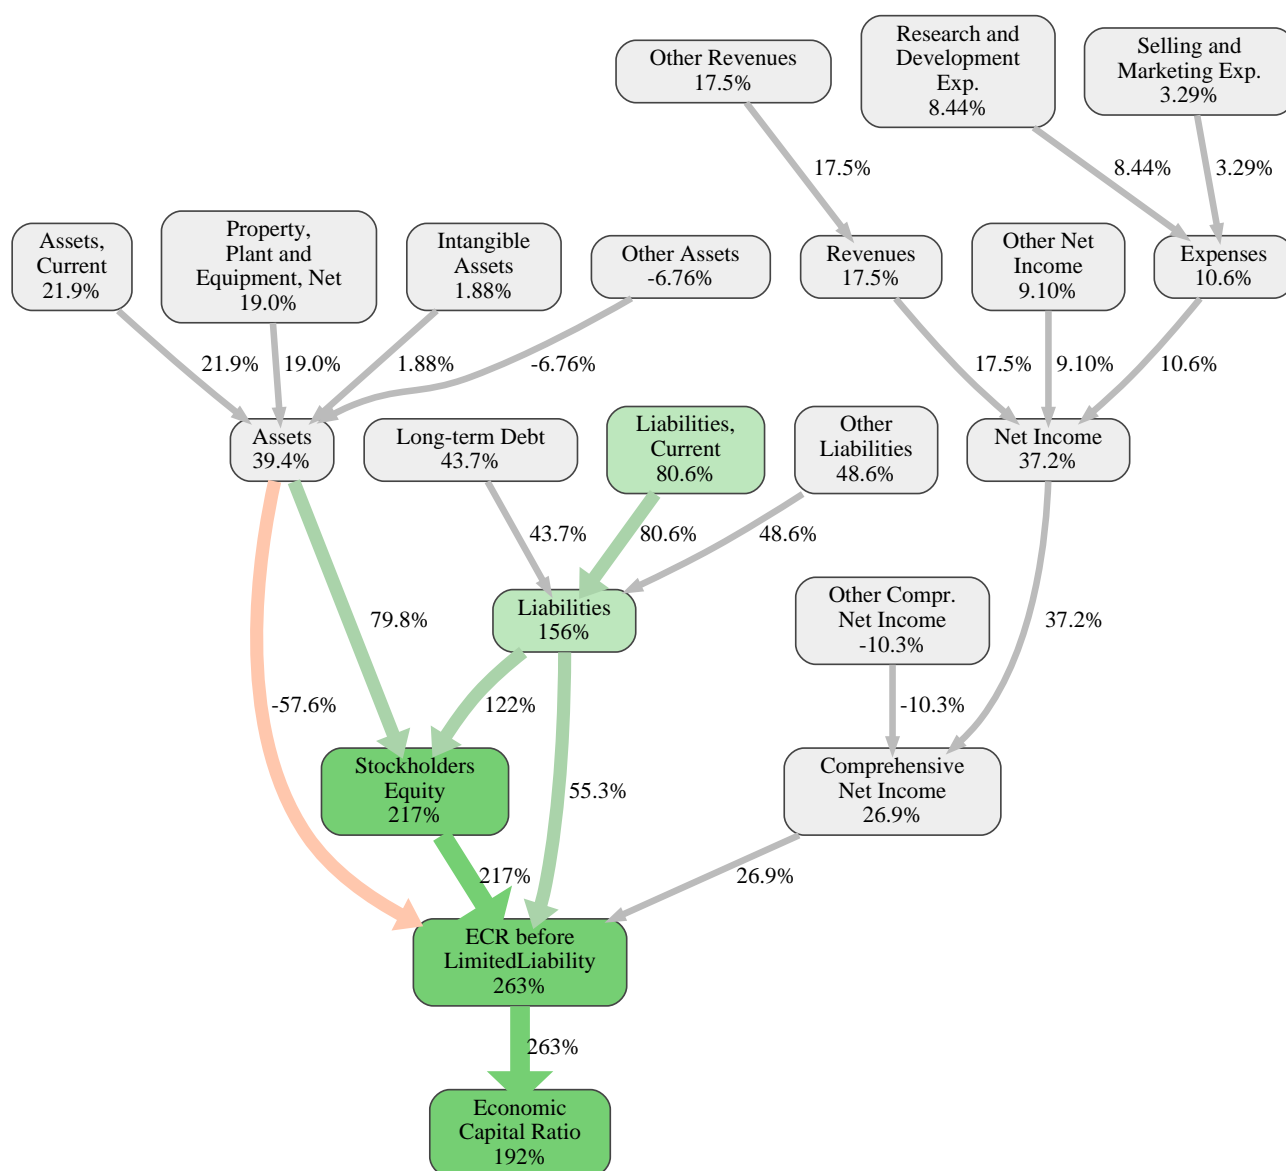 Other Revenues
17.5%
Research and
Development
Exp.
8.44%
Selling and
Marketing Exp.
3.29%
17.5%
8.44%
3.29%
Assets,
Current
21.9%
Property,
Plant and
Equipment, Net
19.0%
Intangible
Assets
1.88%
Other Assets
-6.76%
Revenues
17.5%
Other Net
Income
9.10%
Expenses
10.6%
21.9%
19.0%
1.88%
-6.76%
17.5%
9.10%
10.6%
Assets
39.4%
Long-term Debt
43.7%
Liabilities,
Current
80.6%
Other
Liabilities
48.6%
Net Income
37.2%
43.7%
80.6%
48.6%
Liabilities
156%
Other Compr.
Net Income
-10.3%
79.8%
37.2%
-57.6%
122%
-10.3%
Stockholders
Equity
217%
55.3%
Comprehensive
Net Income
26.9%
217%
26.9%
ECR before
LimitedLiability
263%
263%
Economic
Capital Ratio
192%